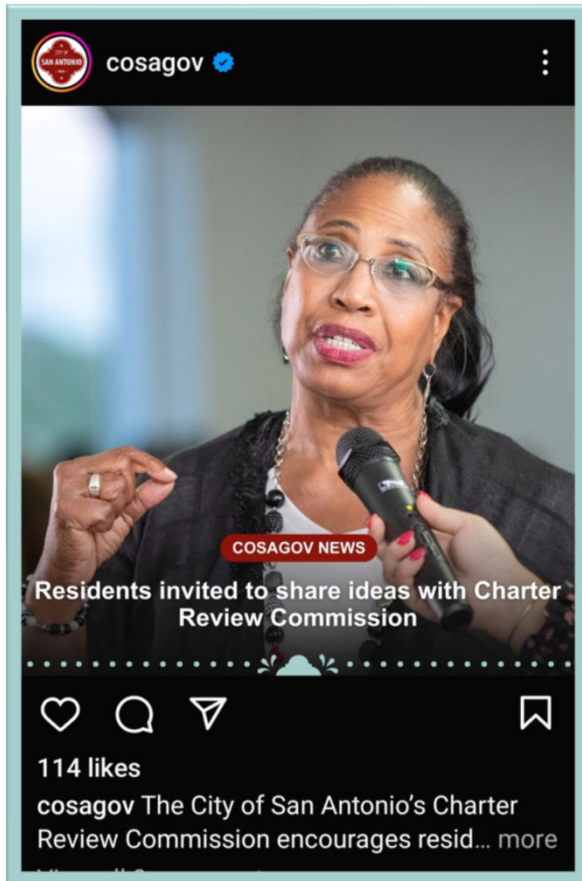 CITY OF
SAN ANTONIO
cosagov
COSAGOV NEWS
Residents invited to share ideas with Charter
Review Commission
114 likes
cosagov The City of San Antonio’s Charter
Review Commission encourages resid... more